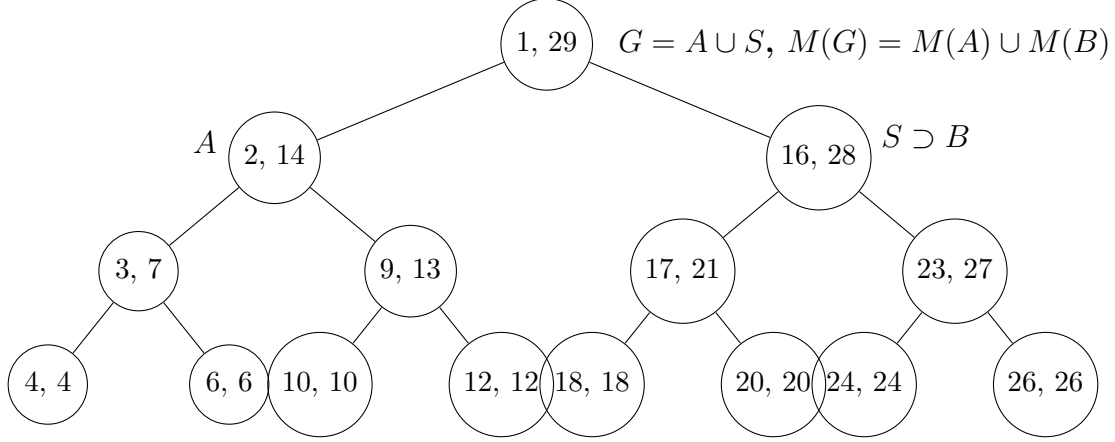 1, 29 G = A ∪ S, M(G) = M(A) ∪ M(B)
A 2, 14 16, 28 S ⊃ B
3, 7 9, 13 17, 21 23, 27
4, 4 6, 6 10, 10 12, 12 18, 18 20, 20 24, 24 26, 26